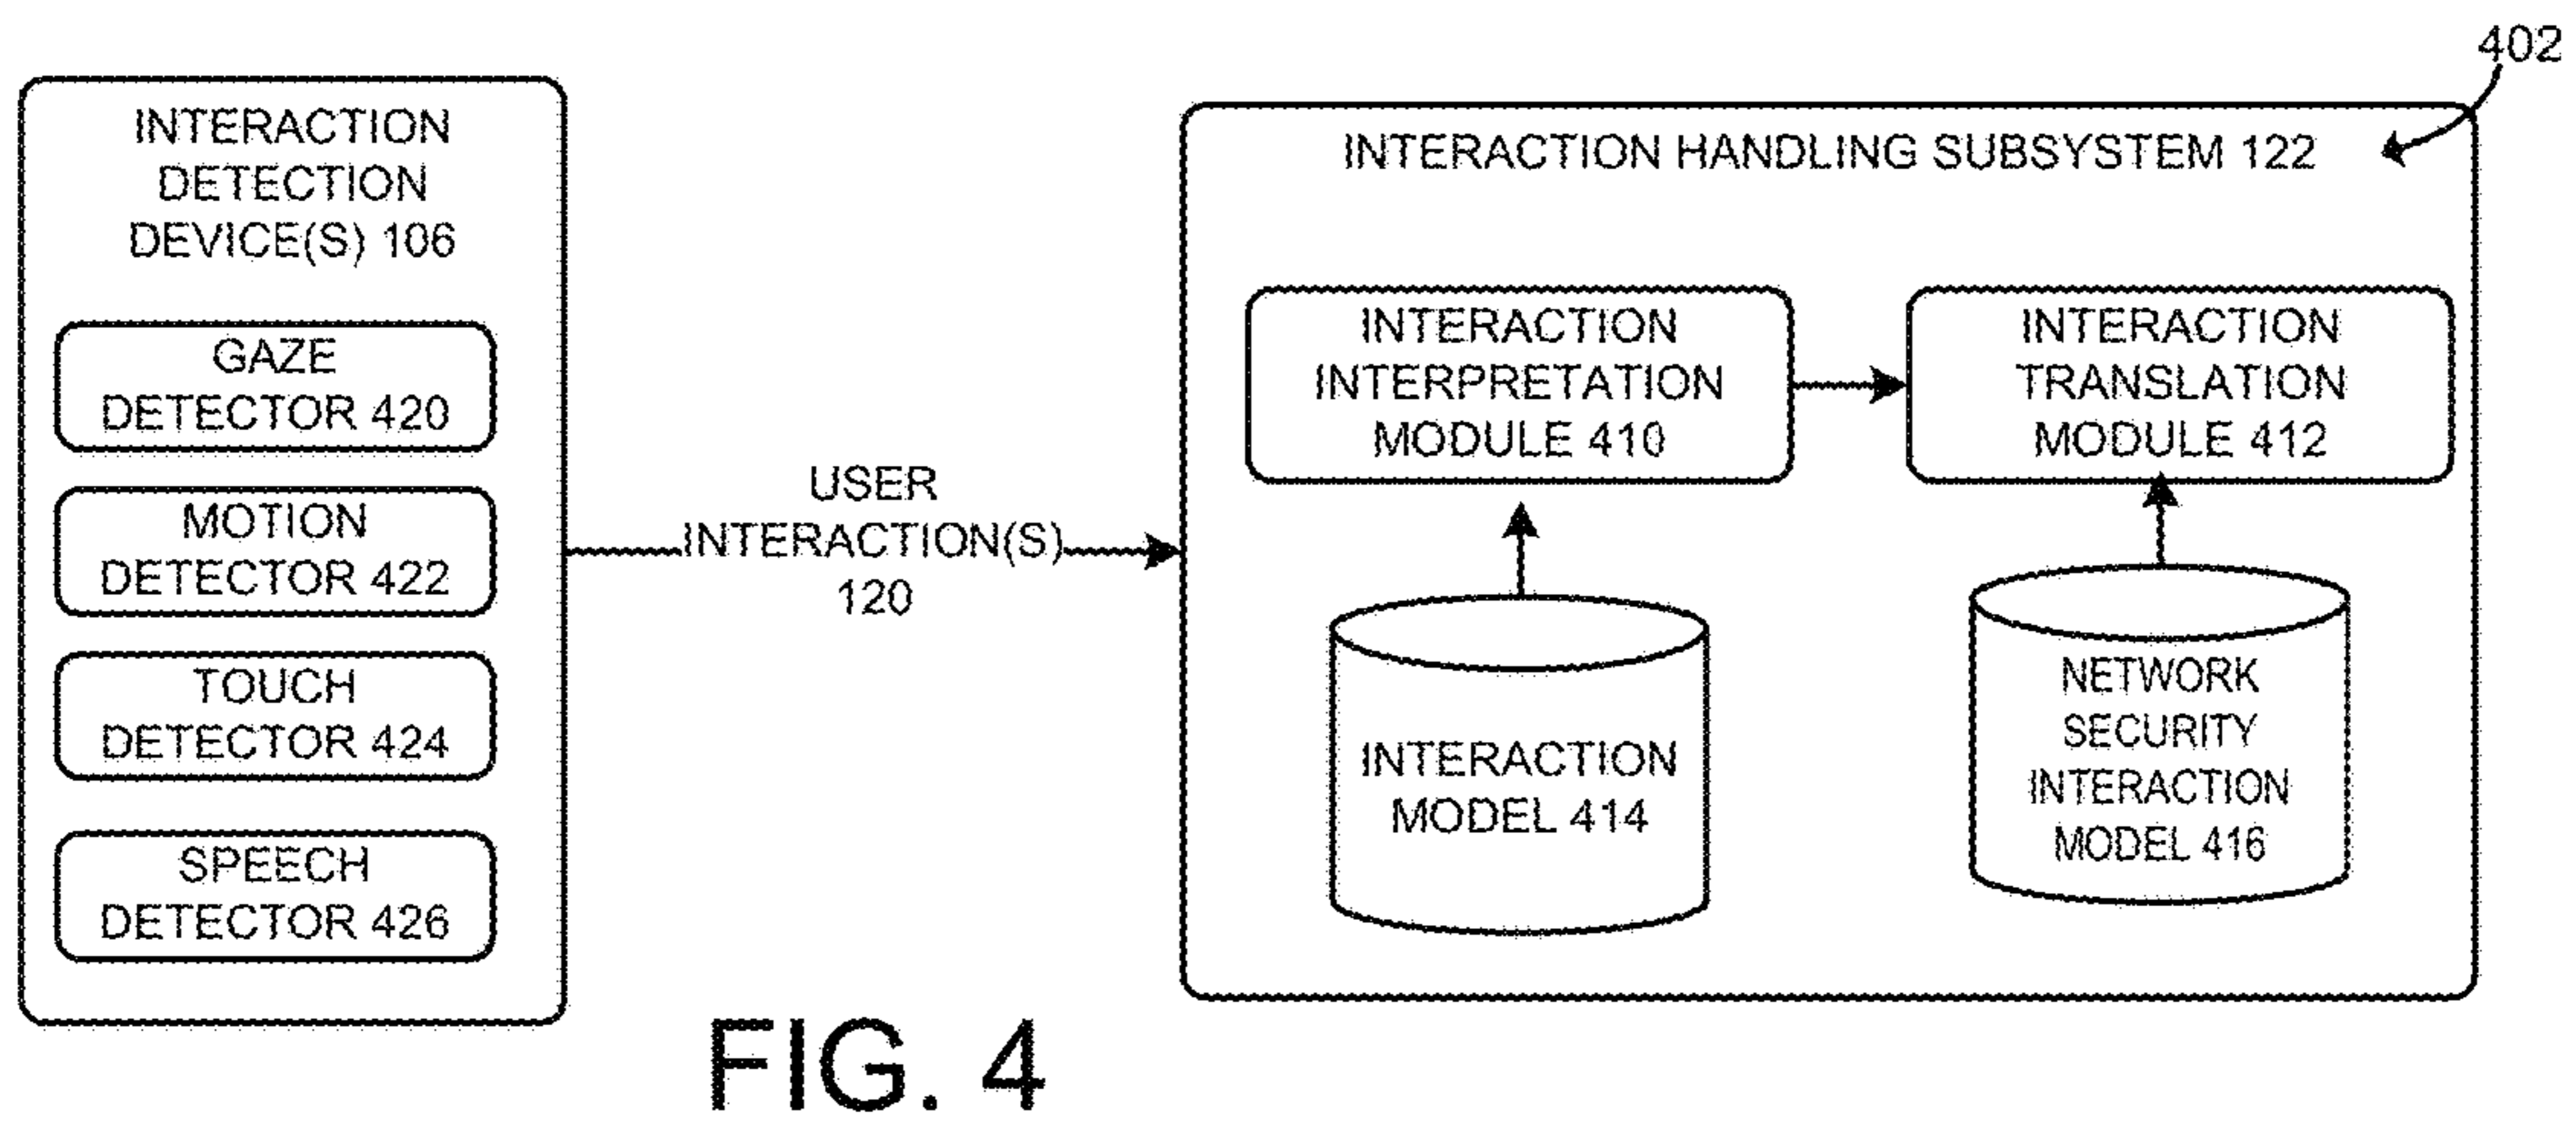 402
INTERACTION
DETECTION
DEVICE(S) 106
GAZE
DETECTOR 420
MOTION
DETECTOR 422
TOUCH
DETECTOR 424
SPEECH
DETECTOR 426
USER
INTERACTION(S)
120
INTERACTION HANDLING SUBSYSTEM 122
INTERACTION
INTERPRETATION
MODULE 410
INTERACTION
TRANSLATION
MODULE 412
INTERACTION
MODEL 414
NETWORK
SECURITY
INTERACTION
MODEL 416
FIG. 4